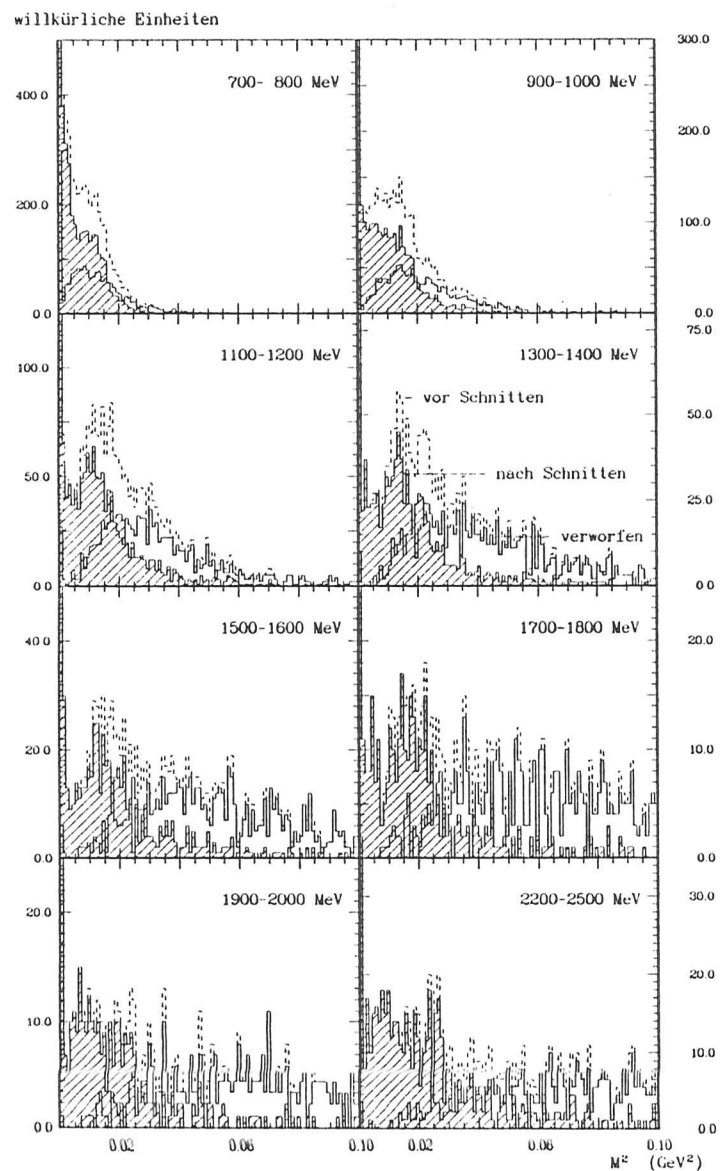 willkürliche Einheiten
300.0
700- 800 MeV
900-1000 MeV
400.0
200.0
200.0
100.0
0.0
0.0
75.0
1100-1200 MeV
1300-1400 MeV
100.0
vor Schnitten
50.0
50.0
nach Schnitten
25.0
verworfen
0.0
0.0
1500-1600 MeV
1700-1800 MeV
40.0
20.0
20.0
10.0
0.0
0.0
1900-2000 MeV
2200-2500 MeV
20.0
30.0
20.0
10.0
10.0
0.0
0.0
0.02
0.06
0.10
0.02
0.06
0.10
M² (GeV²)